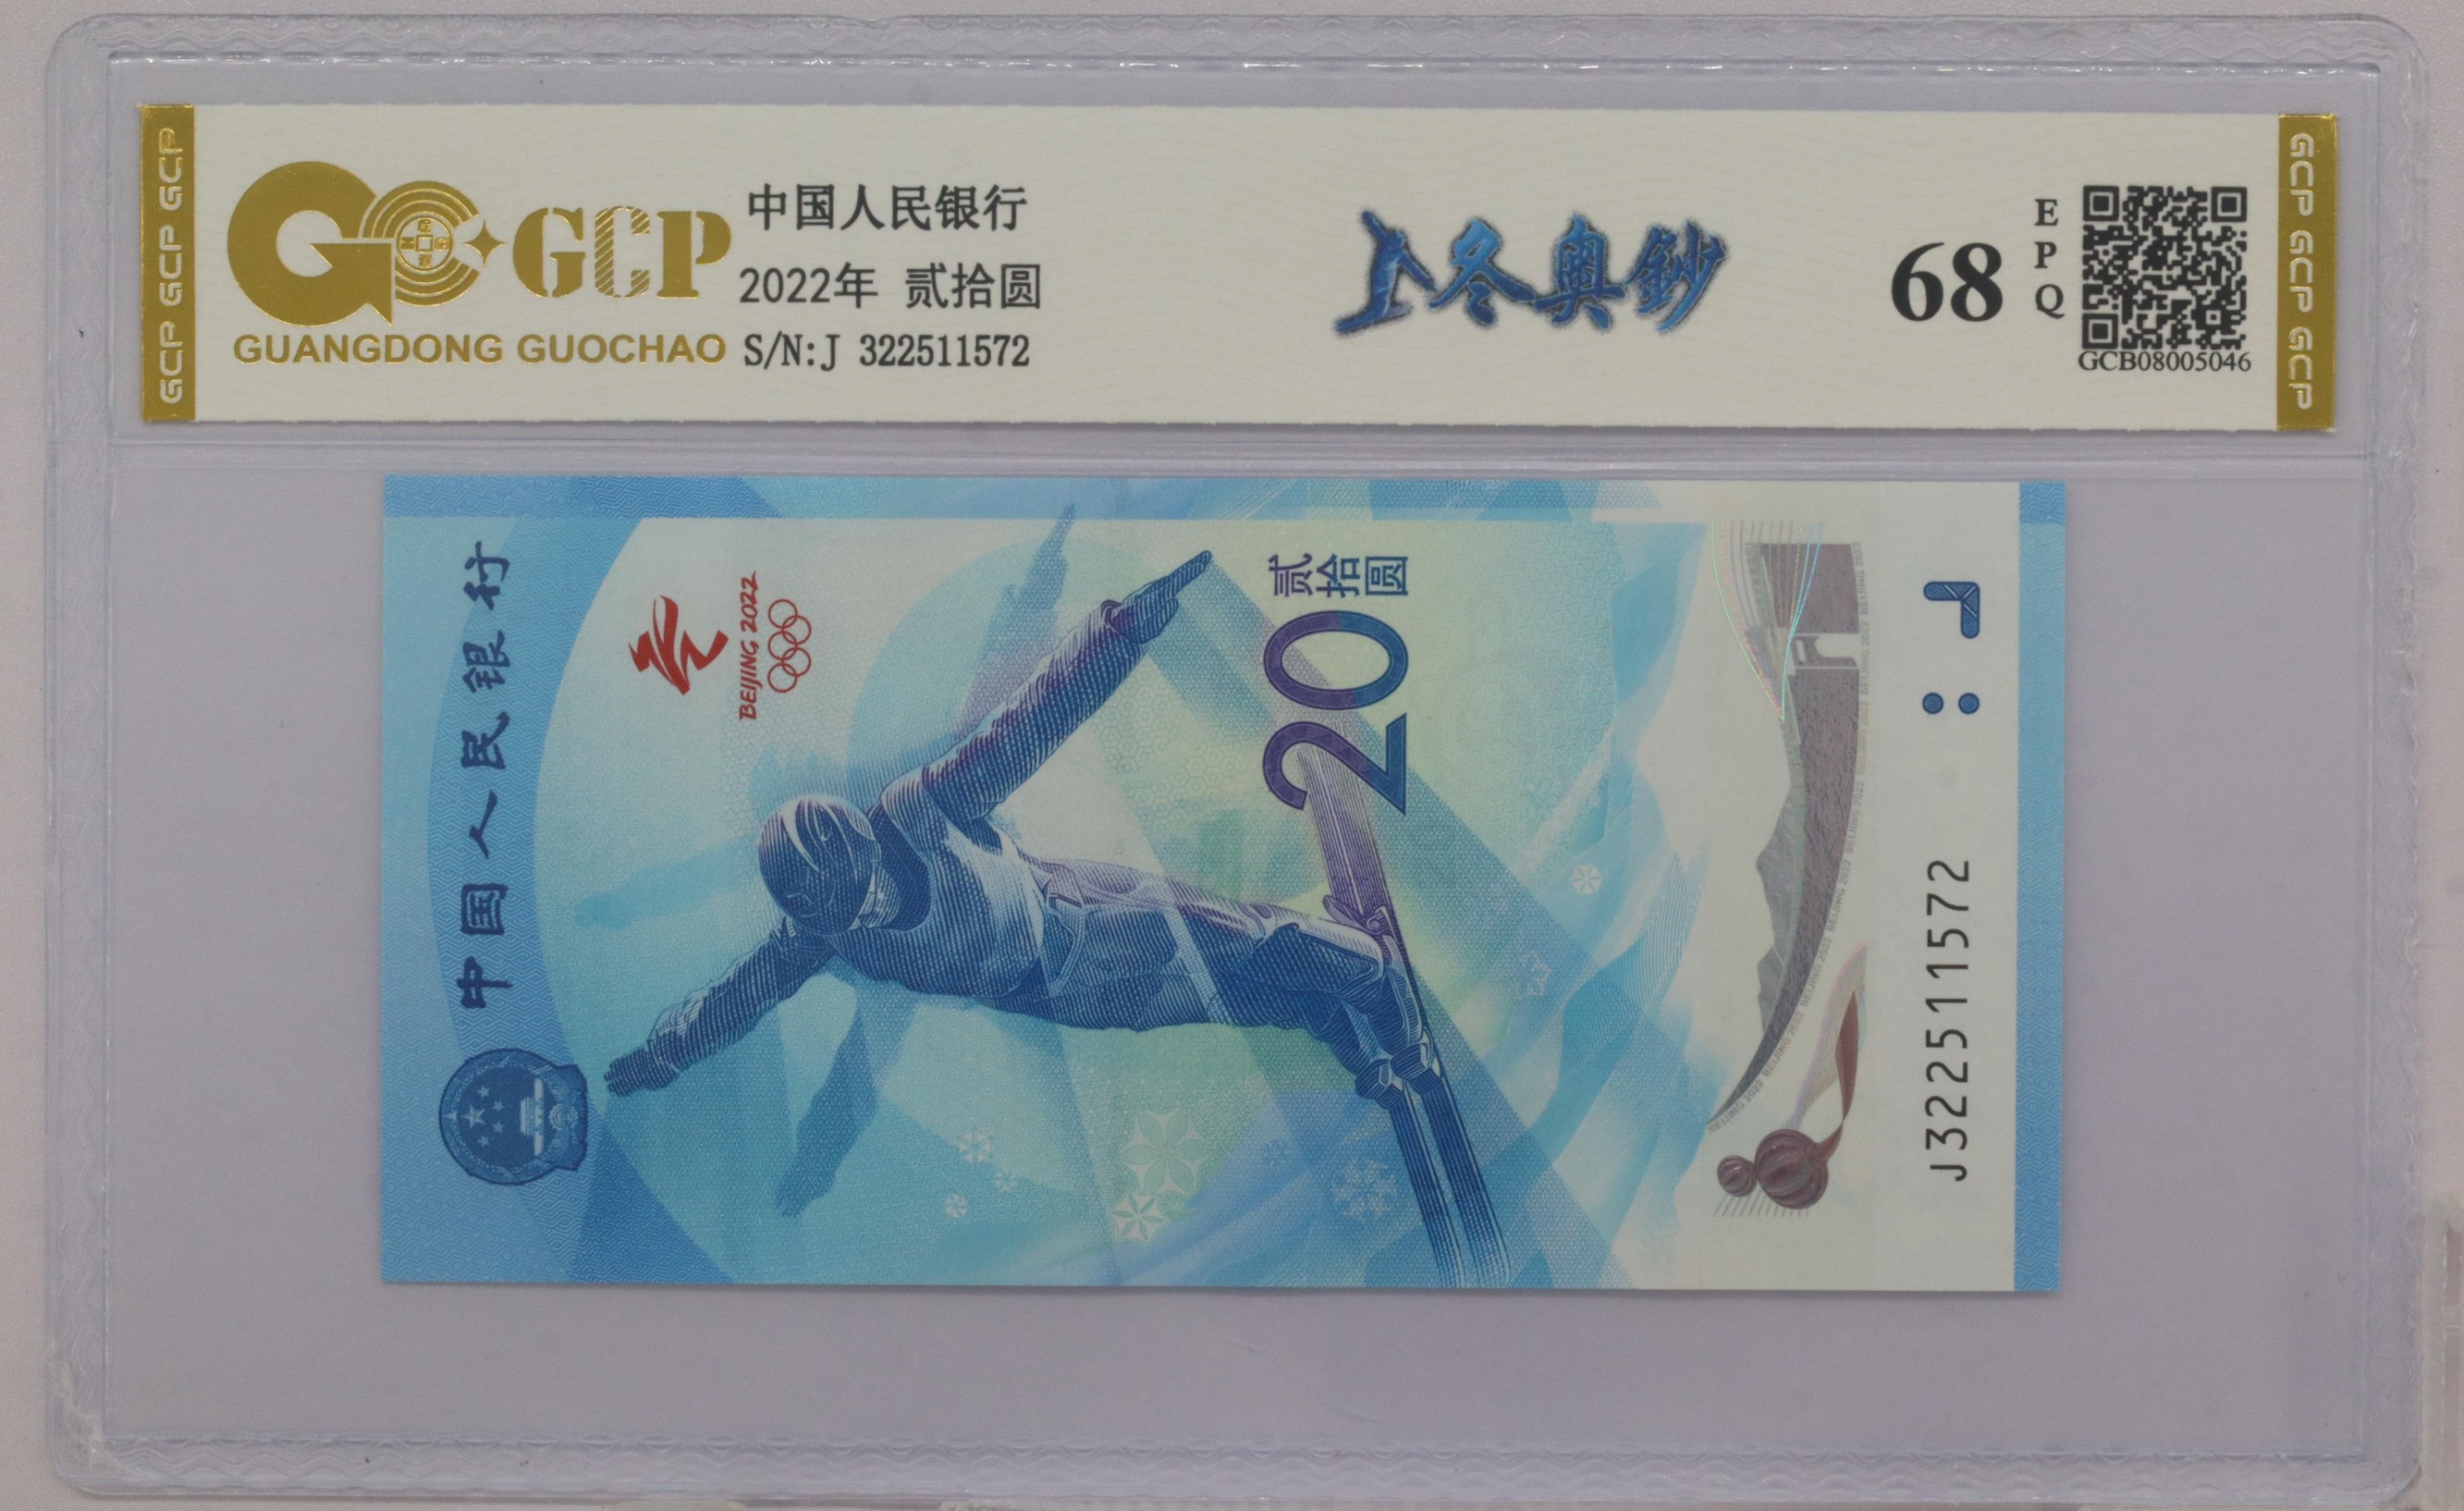 GCP GCP GCP
GCP
GUANGDONG GUOCHAO
中国人民银行
2022年 贰拾圆
S/N:J 322511572
冬奥鈔
68
EPQ
GCB08005046
GCP GCP GCP
中国人民银行
BEIJING 2022
贰拾圆
20
J322511572